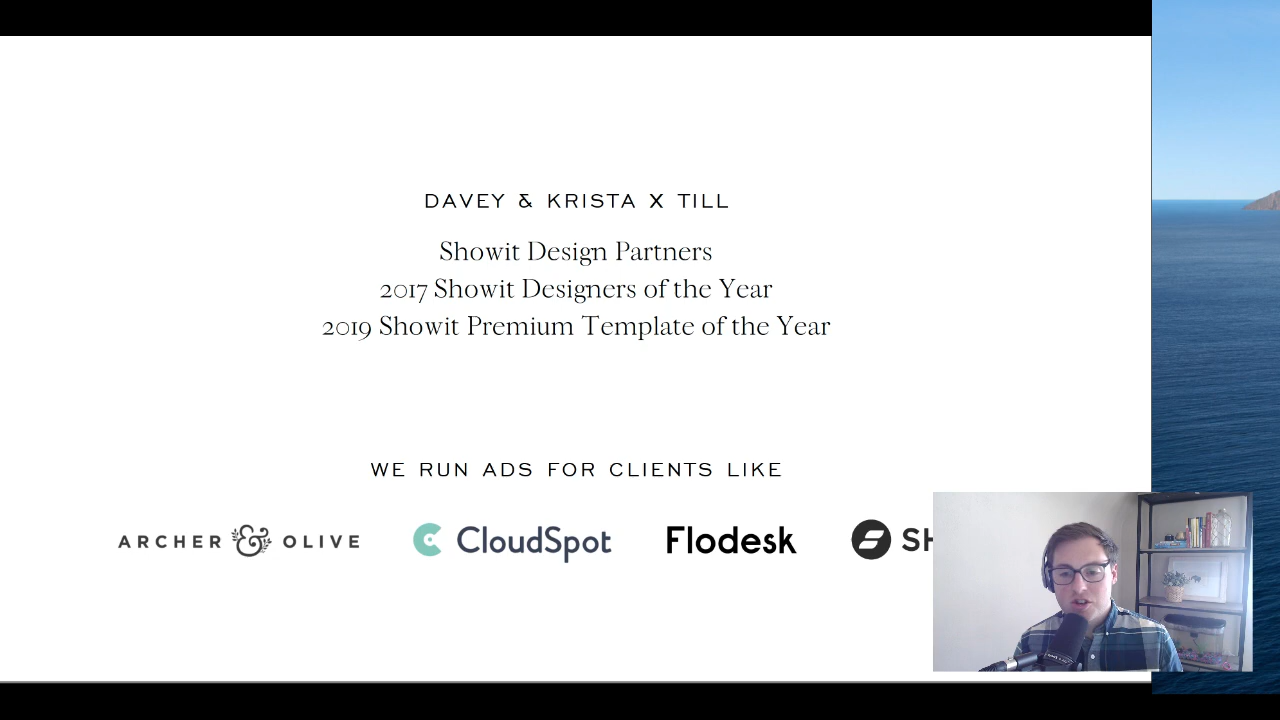 DAVEY & KRISTA X TILL
Showit Design Partners
2017 Showit Designers of the Year
2019 Showit Premium Template of the Year
WE RUN ADS FOR CLIENTS LIKE
ARCHER & OLIVE CloudSpot Flodesk SH